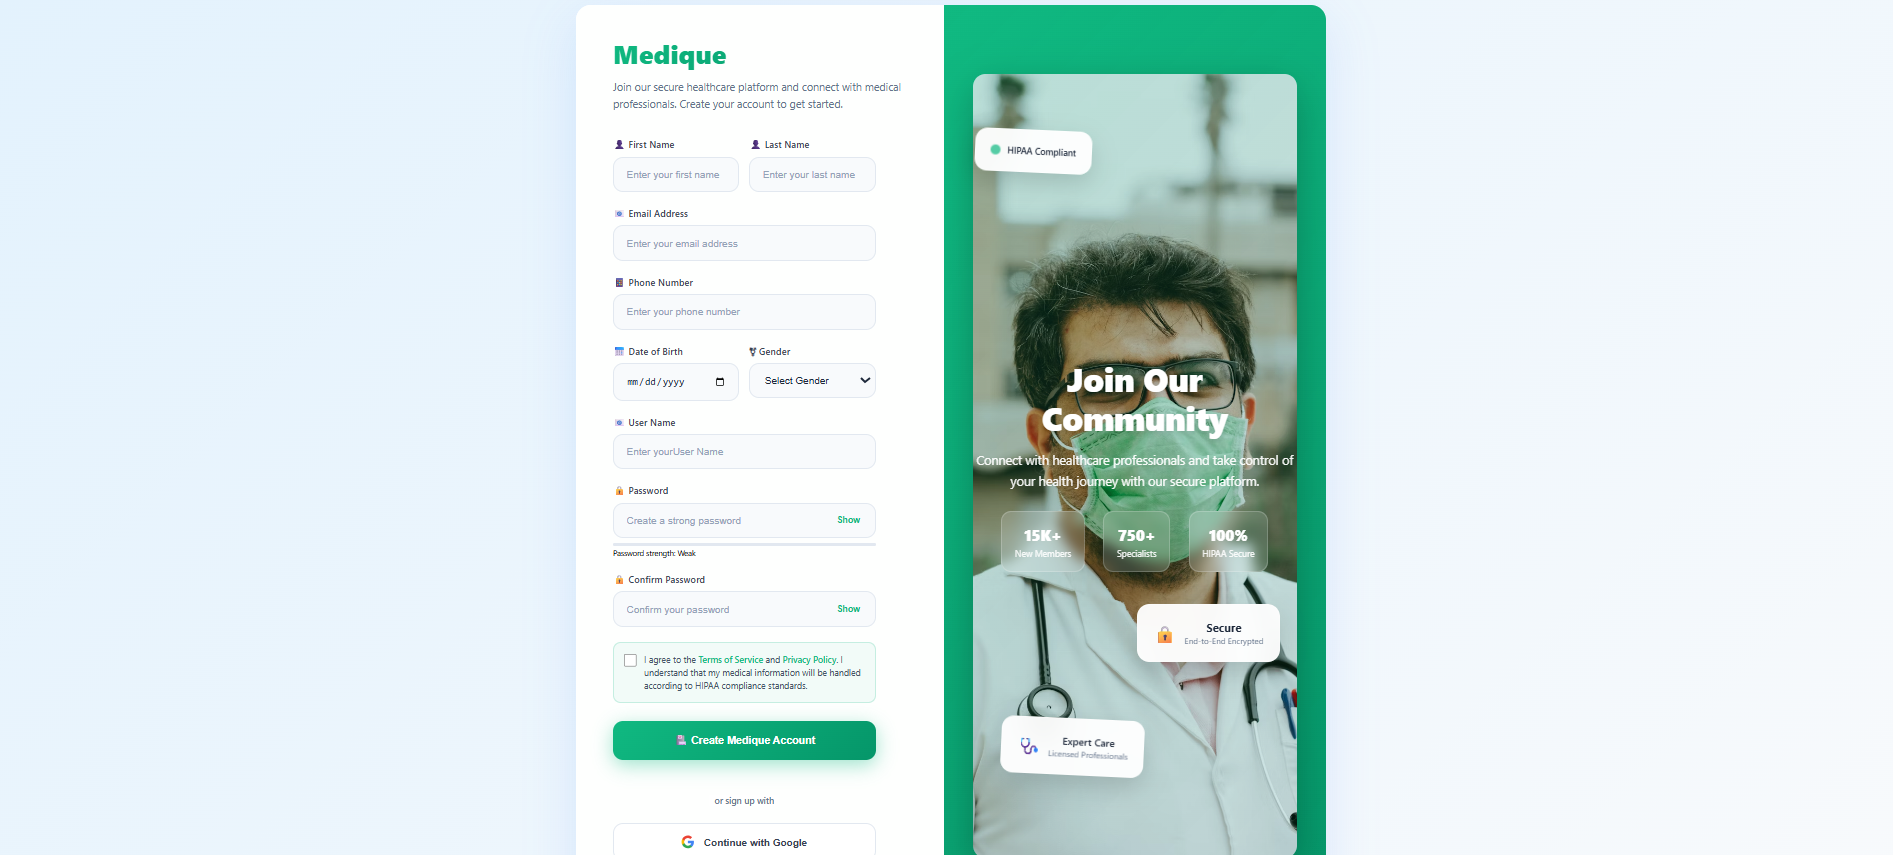 Medique
Join our secure healthcare platform and connect with medical
professionals. Create your account to get started.
First Name
Last Name
Enter your first name
Enter your last name
Email Address
Enter your email address
Phone Number
Enter your phone number
Date of Birth
Gender
mm/dd/yyyy
Select Gender
User Name
Enter yourUser Name
Password
Create a strong password
Show
Password strength: Weak
Confirm Password
Confirm your password
Show
I agree to the Terms of Service and Privacy Policy. I
understand that my medical information will be handled
according to HIPAA compliance standards.
Create Medique Account
or sign up with
Continue with Google
HIPAA Compliant
Join Our
Community
Connect with healthcare professionals and take control of
your health journey with our secure platform.
15K+
New Members
750+
Specialists
100%
HIPAA Secure
Secure
End-to-End Encrypted
Expert Care
Licensed Professionals